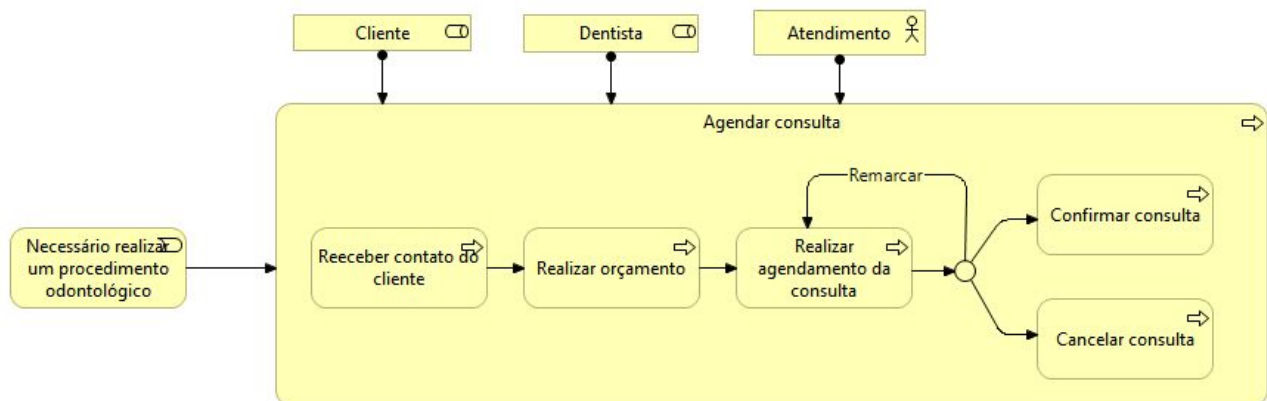 Cliente
Dentista
Atendimento
Agendar consulta
Remarcar
Necessário realizar
um procedimento
odontológico
Reeceber contato do
cliente
Realizar orçamento
Realizar
agendamento da
consulta
Confirmar consulta
Cancelar consulta